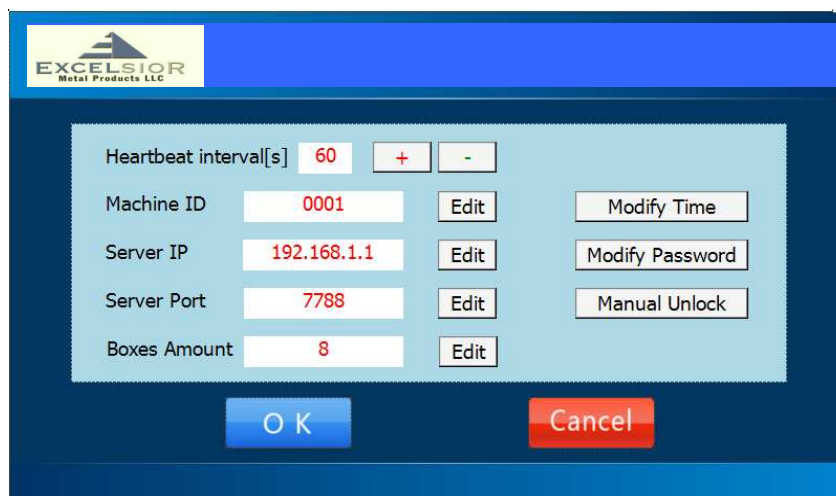 EXCELSIOR
Metal Products LLC
Heartbeat interval[s] 60 + -
Machine ID 0001 Edit Modify Time
Server IP 192.168.1.1 Edit Modify Password
Server Port 7788 Edit Manual Unlock
Boxes Amount 8 Edit
O K Cancel